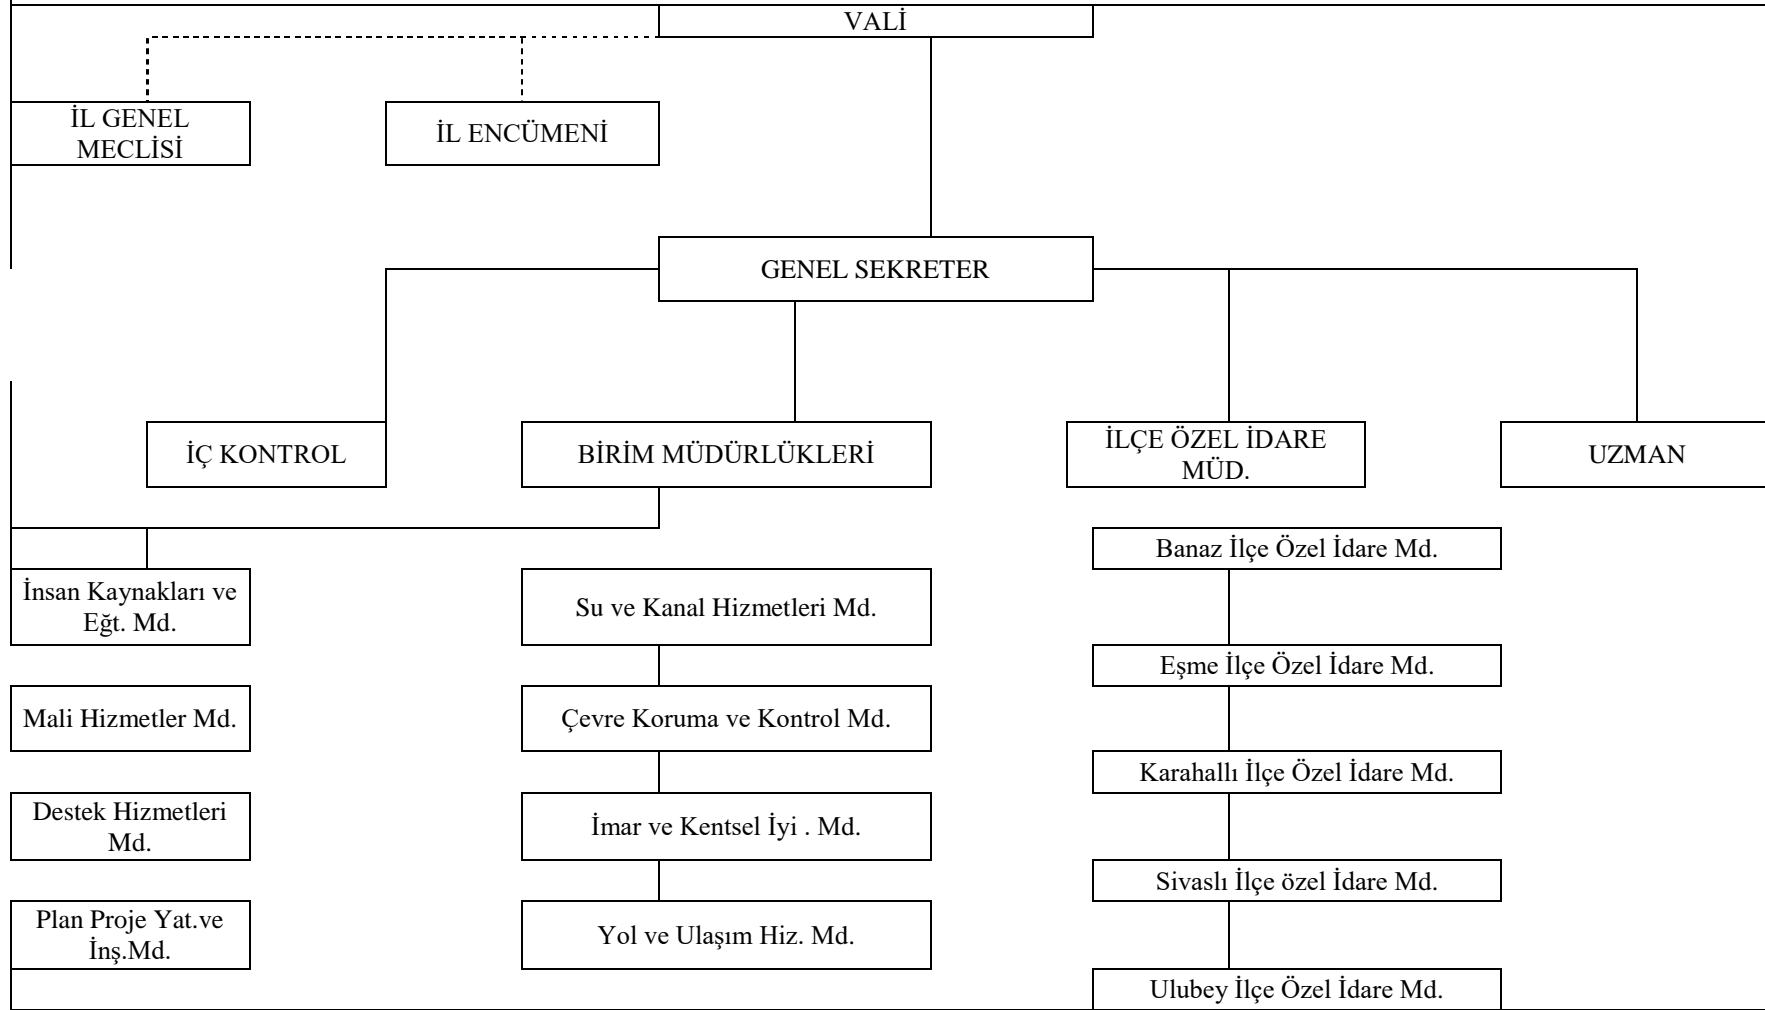 VALİ
İL GENEL
MECLİSİ
İL ENCÜMENİ
GENEL SEKRETER
İÇ KONTROL
BİRİM MÜDÜRLÜKLERİ
İLÇE ÖZEL İDARE
MÜD.
UZMAN
Banaz İlçe Özel İdare Md.
İnsan Kaynakları ve
Eğt. Md.
Su ve Kanal Hizmetleri Md.
Eşme İlçe Özel İdare Md.
Mali Hizmetler Md.
Çevre Koruma ve Kontrol Md.
Karahallı İlçe Özel İdare Md.
Destek Hizmetleri
Md.
İmar ve Kentsel İyi . Md.
Sivaslı İlçe özel İdare Md.
Plan Proje Yat.ve
İnş.Md.
Yol ve Ulaşım Hiz. Md.
Ulubey İlçe Özel İdare Md.